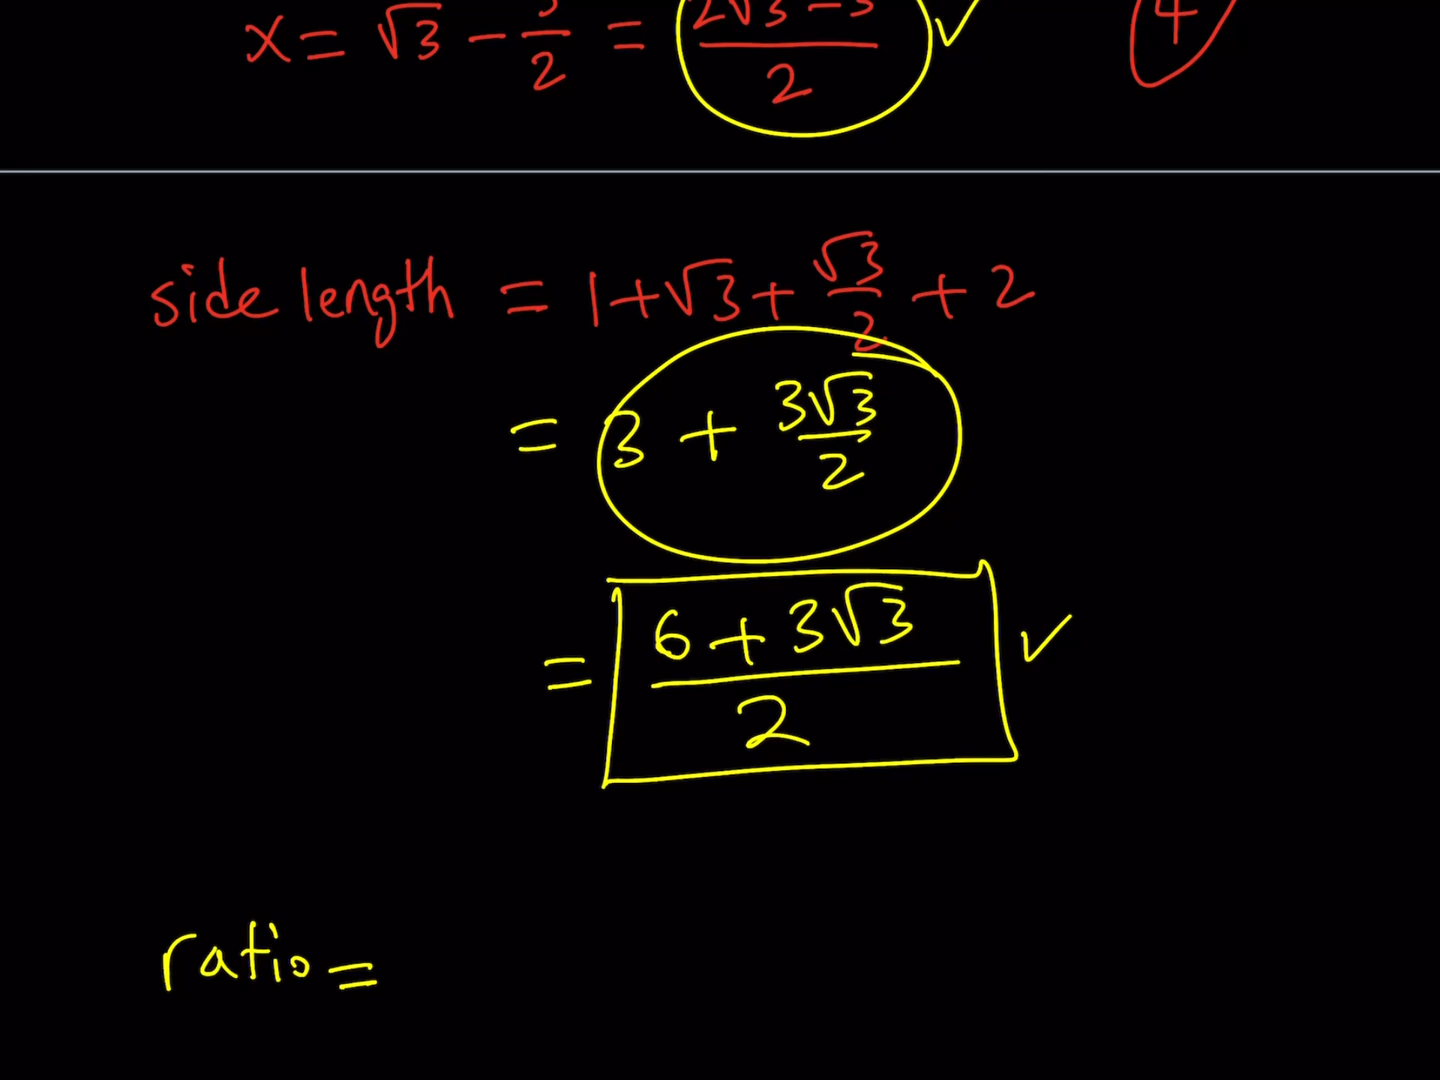 x = √3 - 3/2 = (2√3 - 3)/2 ✓ 4
side length = 1 + √3 + √3/2 + 2
= 3 + 3√3/2
= (6 + 3√3)/2 ✓
ratio =